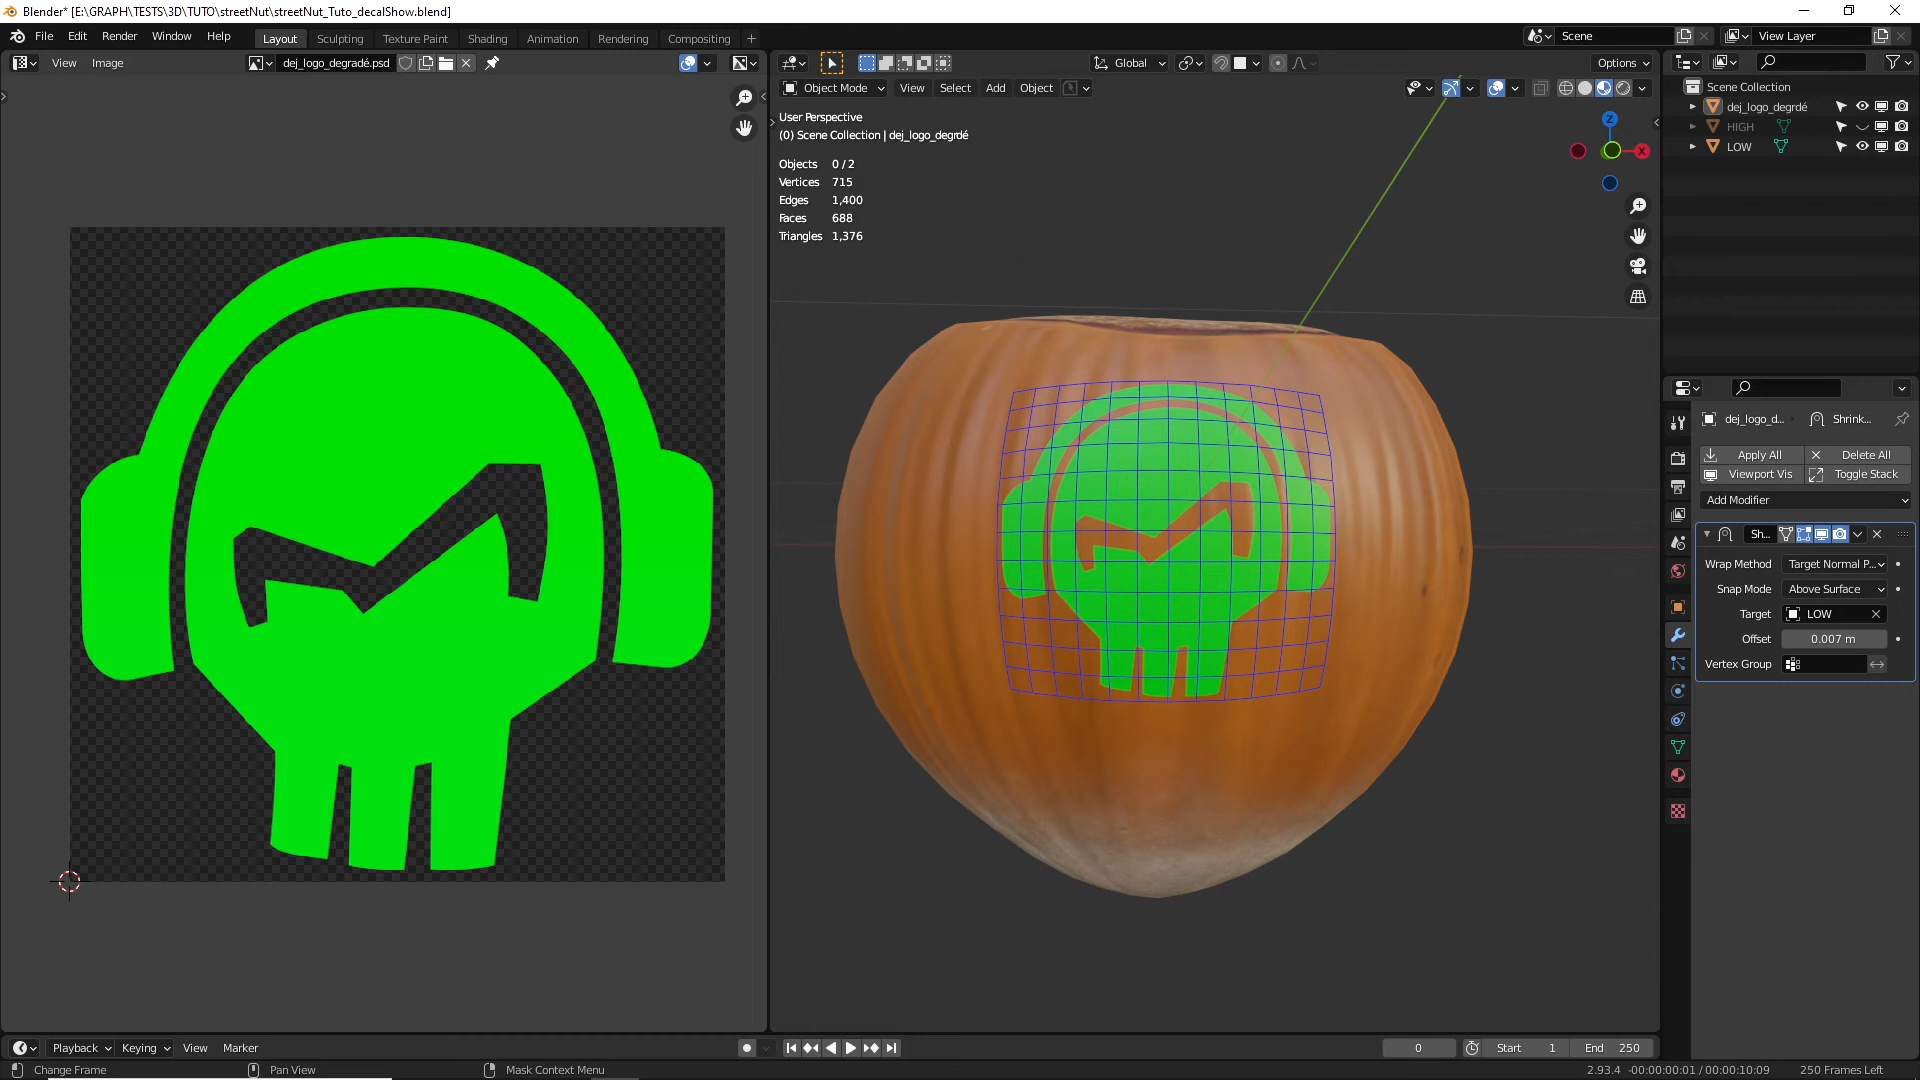 Blender* [E:\GRAPH\TESTS\3D\TUTO\streetNut\streetNut_Tuto_decalShow.blend]
File Edit Render Window Help Layout Sculpting Texture Paint Shading Animation Rendering Compositing + Scene View Layer
View Image dej_logo_degradé.psd Global Options
Object Mode View Select Add Object
User Perspective
(0) Scene Collection | dej_logo_degrdé
Objects 0 / 2
Vertices 715
Edges 1,400
Faces 688
Triangles 1,376
Z
X
Scene Collection
dej_logo_degrdé
HIGH
LOW
dej_logo_d... Shrink...
Apply All Delete All
Viewport Vis Toggle Stack
Add Modifier
Sh...
Wrap Method Target Normal P...
Snap Mode Above Surface
Target LOW
Offset 0.007 m
Vertex Group
Playback Keying View Marker 0 Start 1 End 250
Change Frame Pan View Mask Context Menu 2.93.4 -00:00:00:01 / 00:00:10:09 250 Frames Left